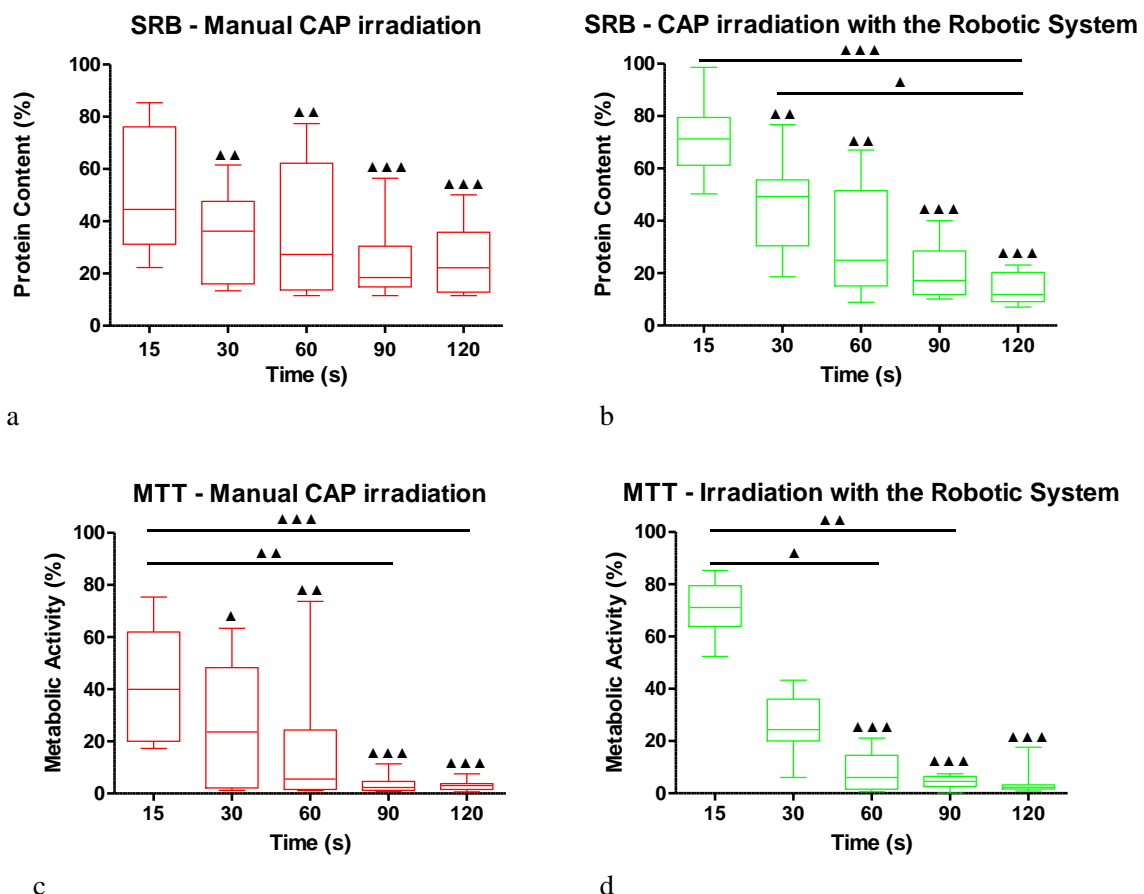 SRB - Manual CAP irradiation
▲▲▲
▲
▲▲
▲▲
▲▲▲
▲▲▲
100
80
60
40
20
0
Protein Content (%)
15 30 60 90 120
Time (s)
a
SRB - CAP irradiation with the Robotic System
▲▲
▲▲
▲▲▲
▲▲▲
100
80
60
40
20
0
Protein Content (%)
15 30 60 90 120
Time (s)
b
MTT - Manual CAP irradiation
▲▲▲
▲▲
▲
▲▲
▲▲▲
▲▲▲
100
80
60
40
20
0
Metabolic Activity (%)
15 30 60 90 120
Time (s)
c
MTT - Irradiation with the Robotic System
▲▲
▲
▲▲▲
▲▲▲
▲▲▲
100
80
60
40
20
0
Metabolic Activity (%)
15 30 60 90 120
Time (s)
d